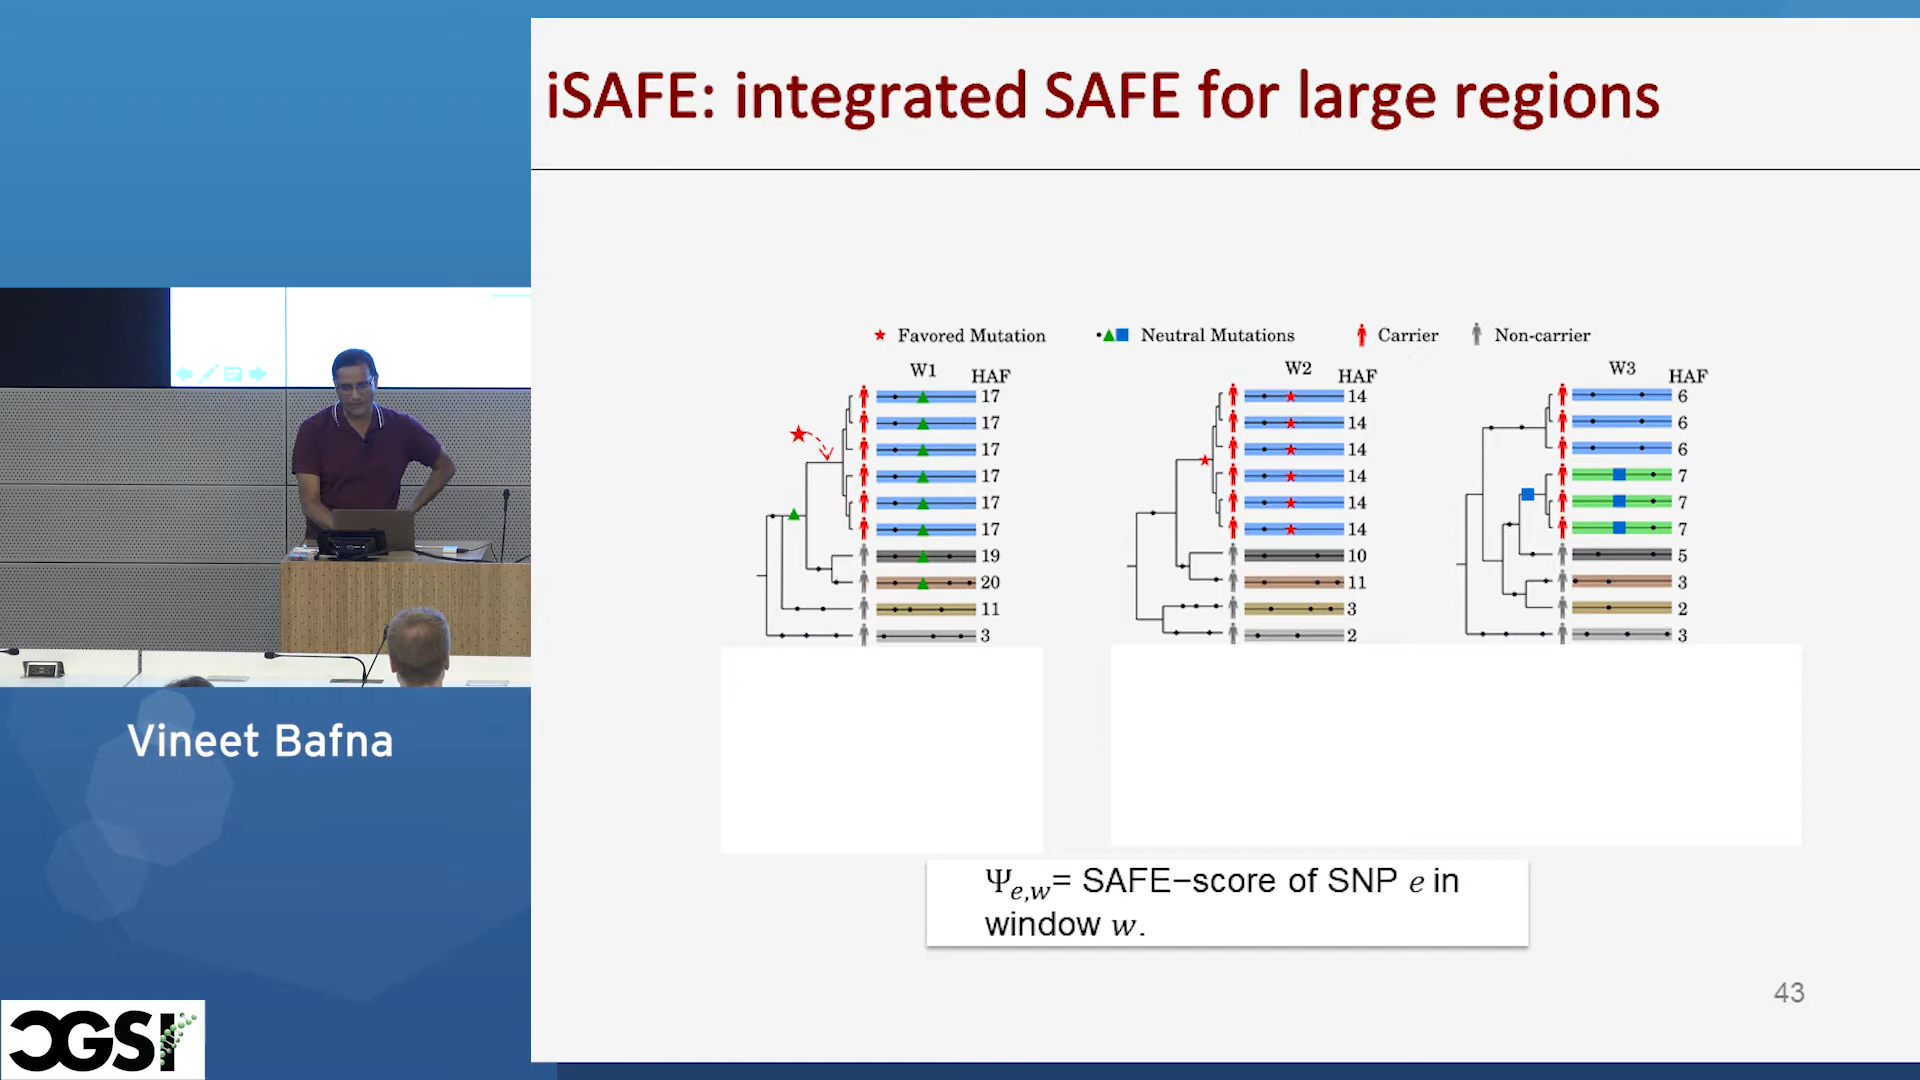 iSAFE: integrated SAFE for large regions
Favored Mutation
Neutral Mutations
Carrier
Non-carrier
W1
HAF
17
17
17
17
17
17
19
20
11
3
W2
HAF
14
14
14
14
14
14
10
11
3
2
W3
HAF
6
6
6
7
7
7
5
3
2
3
Ψe,w= SAFE–score of SNP e in
window w.
43
Vineet Bafna
CGSI